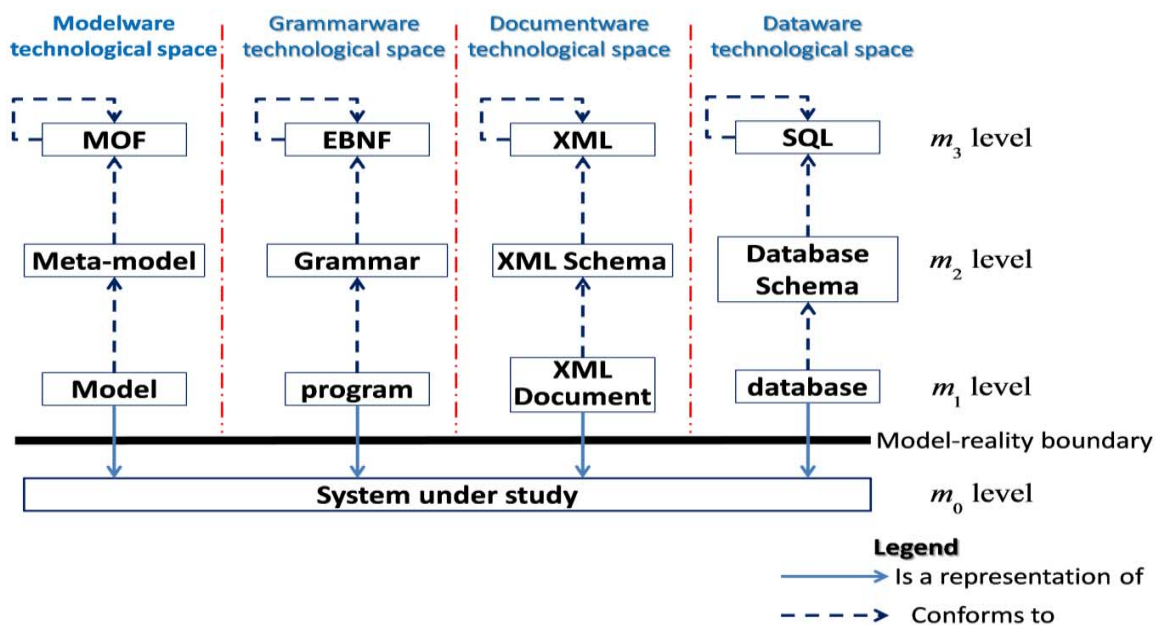 Modelware
technological space
Grammarware
technological space
Documentware
technological space
Dataware
technological space
MOF
EBNF
XML
SQL
m3 level
Meta-model
Grammar
XML Schema
Database
Schema
m2 level
Model
program
XML
Document
database
m1 level
Model-reality boundary
System under study
m0 level
Legend
Is a representation of
Conforms to